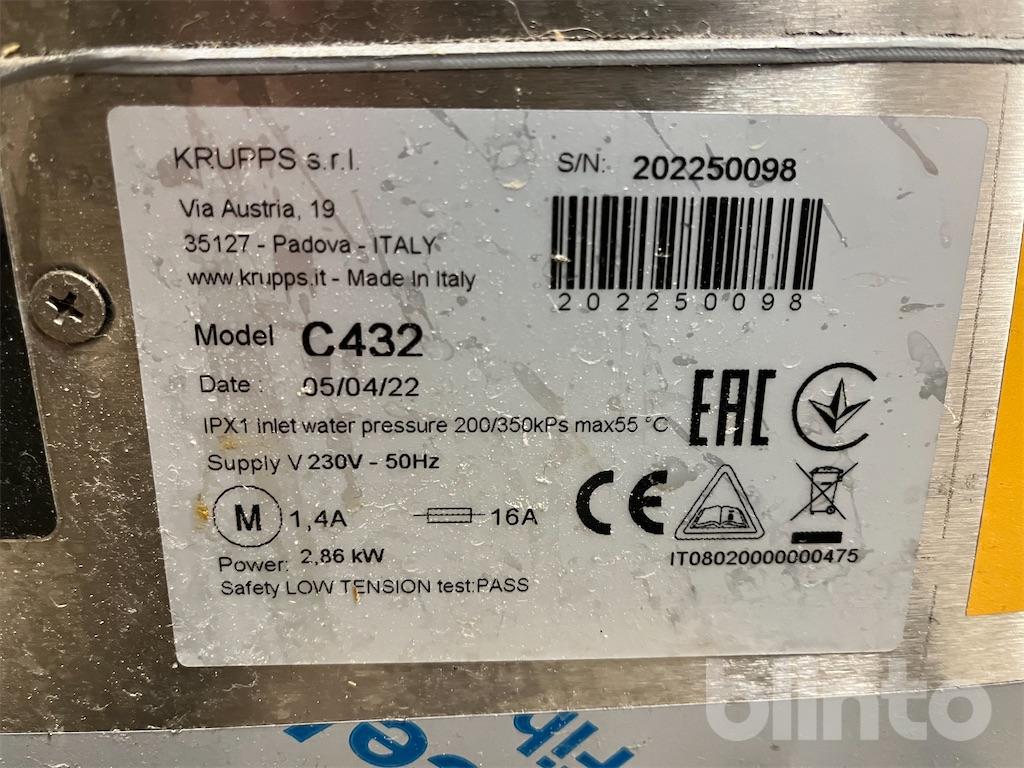 KRUPPS s.r.l.
Via Austria, 19
35127 - Padova - ITALY
www.krupps.it - Made In Italy
S/N: 202250098
202250098
Model C432
Date : 05/04/22
IPX1 inlet water pressure 200/350kPs max55 °C
Supply V 230V - 50Hz
M 1,4A 16A
Power: 2,86 kW
Safety LOW TENSION test:PASS
EAC
CE
IT08020000000475
blinto